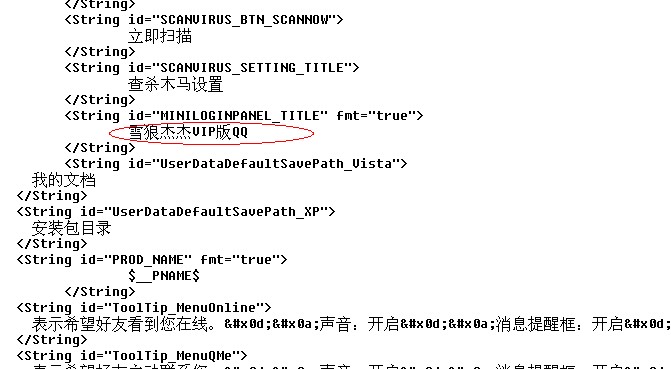 </String>
<String id="SCANVIRUS_BTN_SCANNOW">
立即扫描
</String>
<String id="SCANVIRUS_SETTING_TITLE">
查杀木马设置
</String>
<String id="MINILOGINPANEL_TITLE" fmt="true">
雪狼杰杰VIP版QQ
</String>
<String id="UserDataDefaultSavePath_Vista">
我的文档
</String>
<String id="UserDataDefaultSavePath_XP">
安装包目录
</String>
<String id="PROD_NAME" fmt="true">
$__PNAME$
</String>
<String id="ToolTip_MenuOnline">
表示希望好友看到您在线。&#x0d;&#x0a;声音：开启&#x0d;&#x0a;消息提醒框：开启&#x0d;
</String>
<String id="ToolTip_MenuQMe">